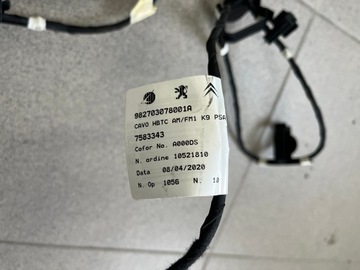 982703078001A
CAVO HBTC AM/FM1 K9 PSA
7583343
Cofor No. A000DS
N. ordine 10521810
Data 08/04/2020
N. Op 1056 N. 10